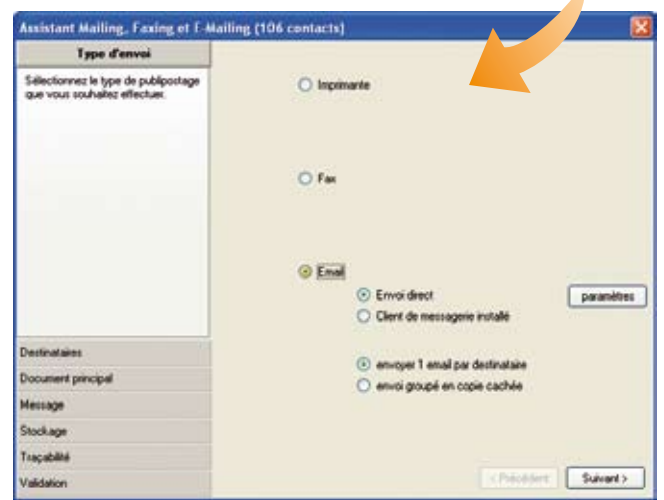 Assistant Mailing, Faxing et E-Mailing (106 contacts)
Type d'envoi
Sélectionnez le type de publipostage
que vous souhaitez effectuer.
Imprimante
Fax
Email
Envoi direct
paramètres
Client de messagerie installé
envoyer 1 email par destinataire
envoi groupé en copie cachée
Destinataires
Document principal
Message
Stockage
Traçabilité
Validation
< Précédent
Suivant >